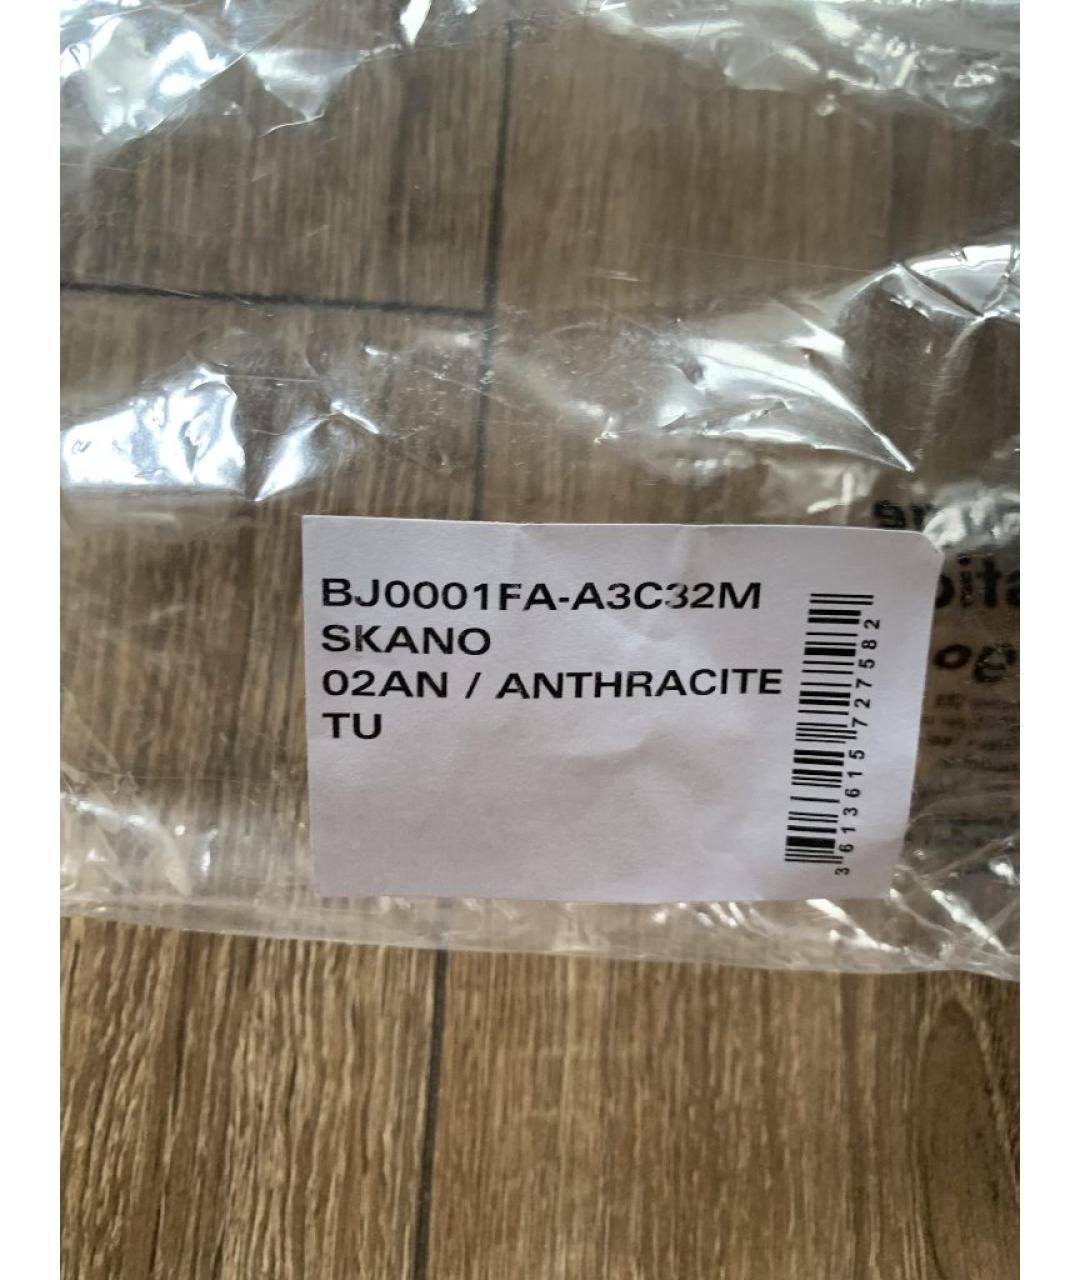 BJ0001FA-A3C32M
SKANO
02AN / ANTHRACITE
TU
3613615727582